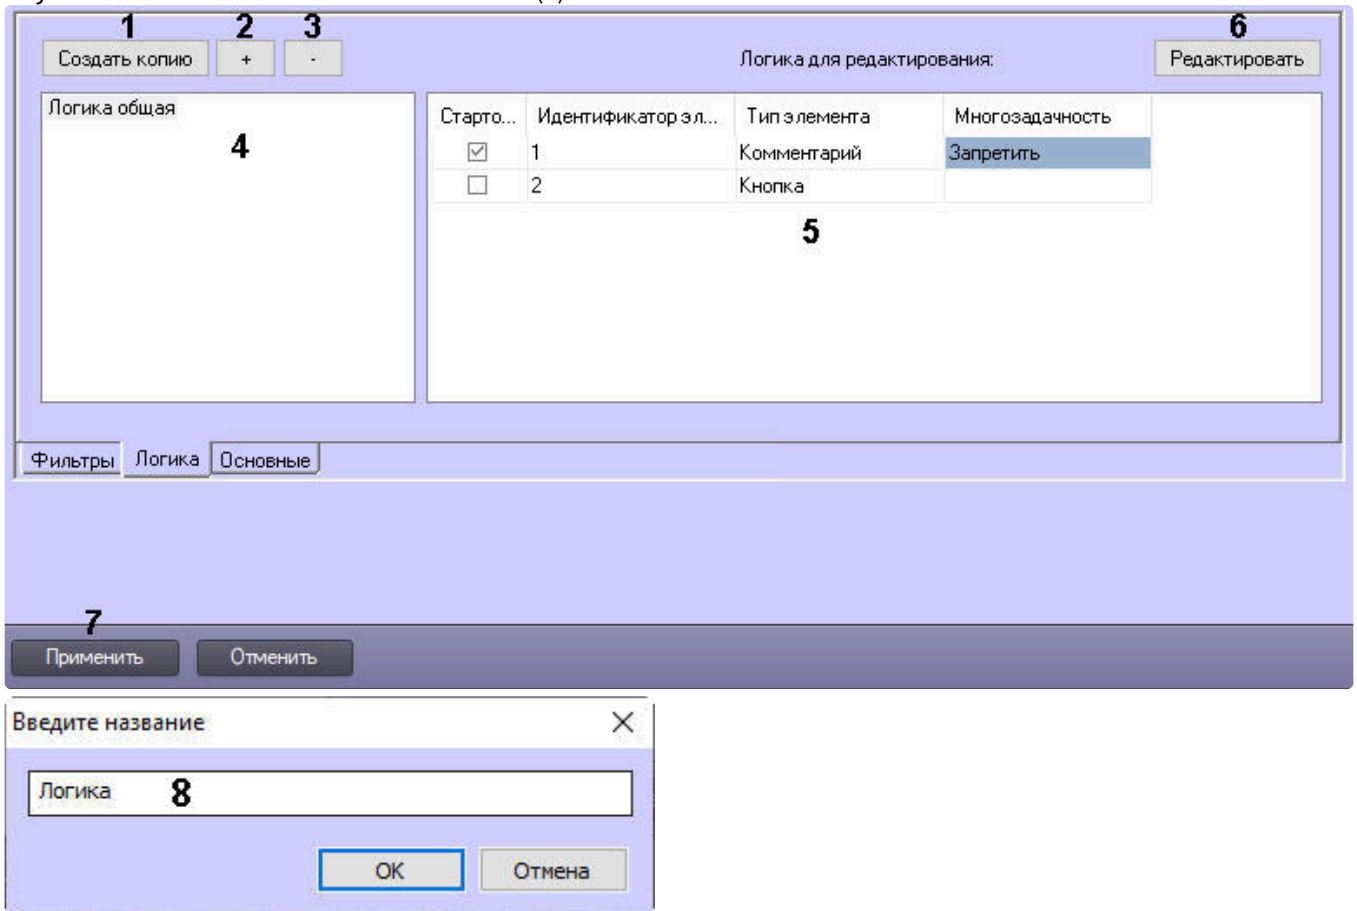 1 2 3 6
Создать копию + - Логика для редактирования: Редактировать
Логика общая
4
Старто... Идентификатор эл... Тип элемента Многозадачность
1 Комментарий Запретить
2 Кнопка
5
Фильтры Логика Основные
7
Применить Отменить
Введите название
Логика 8
OK Отмена